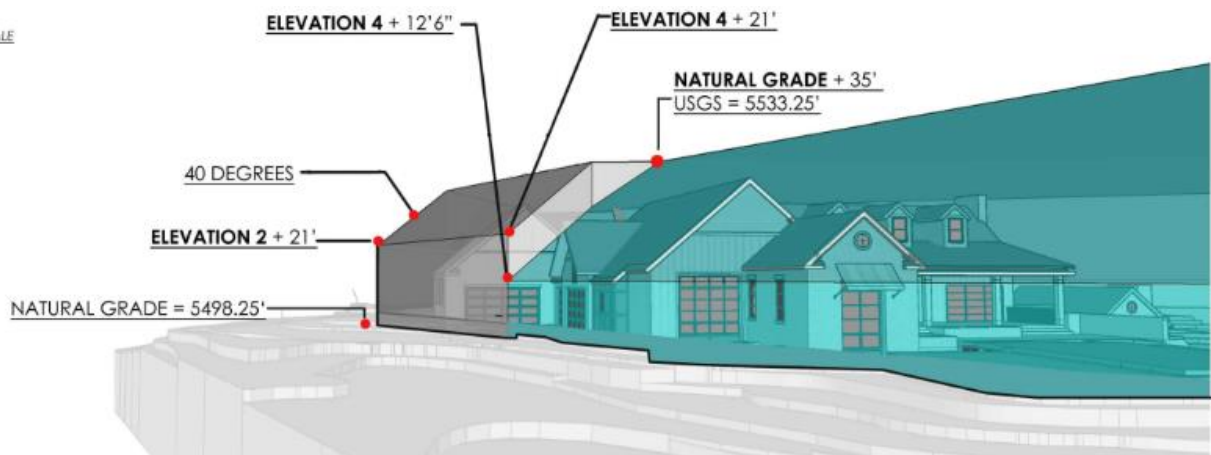 ELEVATION 4 + 12'6”
ELEVATION 4 + 21'
NATURAL GRADE + 35'
USGS = 5533.25'
40 DEGREES
ELEVATION 2 + 21'
NATURAL GRADE = 5498.25'